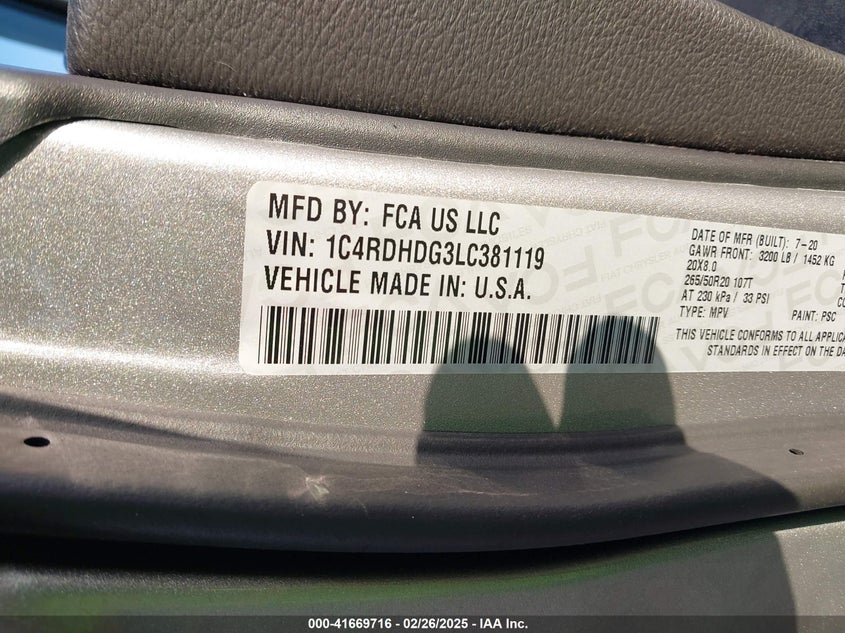 MFD BY: FCA US LLC
VIN: 1C4RDHDG3LC381119
VEHICLE MADE IN: U.S.A.
DATE OF MFR (BUILT): 7-20
GAWR FRONT: 3200 LB / 1452 KG
20X8.0
265/50R20 107T
AT 230 kPa / 33 PSI
TYPE: MPV PAINT: PSC
THIS VEHICLE CONFORMS TO ALL
STANDARDS IN EFFECT ON THE
000-41669716 - 02/26/2025 - IAA Inc.